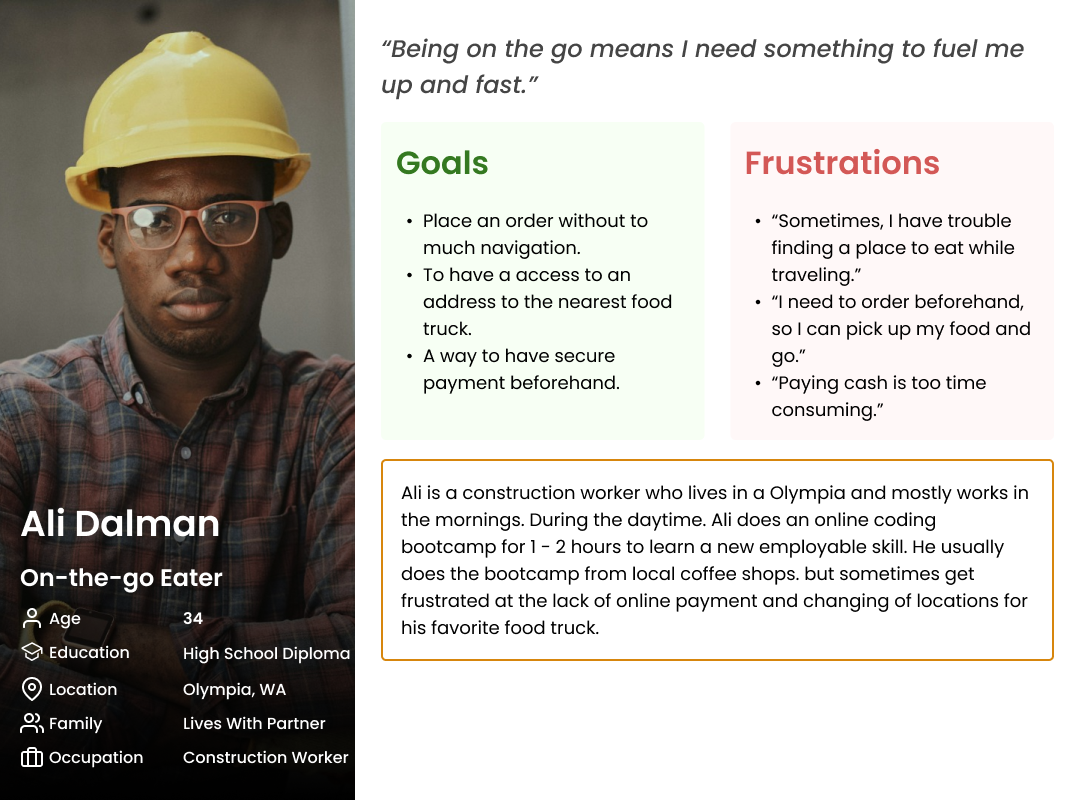 “Being on the go means I need something to fuel me
up and fast.”
Goals
• Place an order without to
much navigation.
• To have a access to an
address to the nearest food
truck.
• A way to have secure
payment beforehand.
Frustrations
• “Sometimes, I have trouble
finding a place to eat while
traveling.”
• “I need to order beforehand,
so I can pick up my food and
go.”
• “Paying cash is too time
consuming.”
Ali Dalman
On-the-go Eater
Age 34
Education High School Diploma
Location Olympia, WA
Family Lives With Partner
Occupation Construction Worker
Ali is a construction worker who lives in a Olympia and mostly works in
the mornings. During the daytime. Ali does an online coding
bootcamp for 1 - 2 hours to learn a new employable skill. He usually
does the bootcamp from local coffee shops. but sometimes get
frustrated at the lack of online payment and changing of locations for
his favorite food truck.